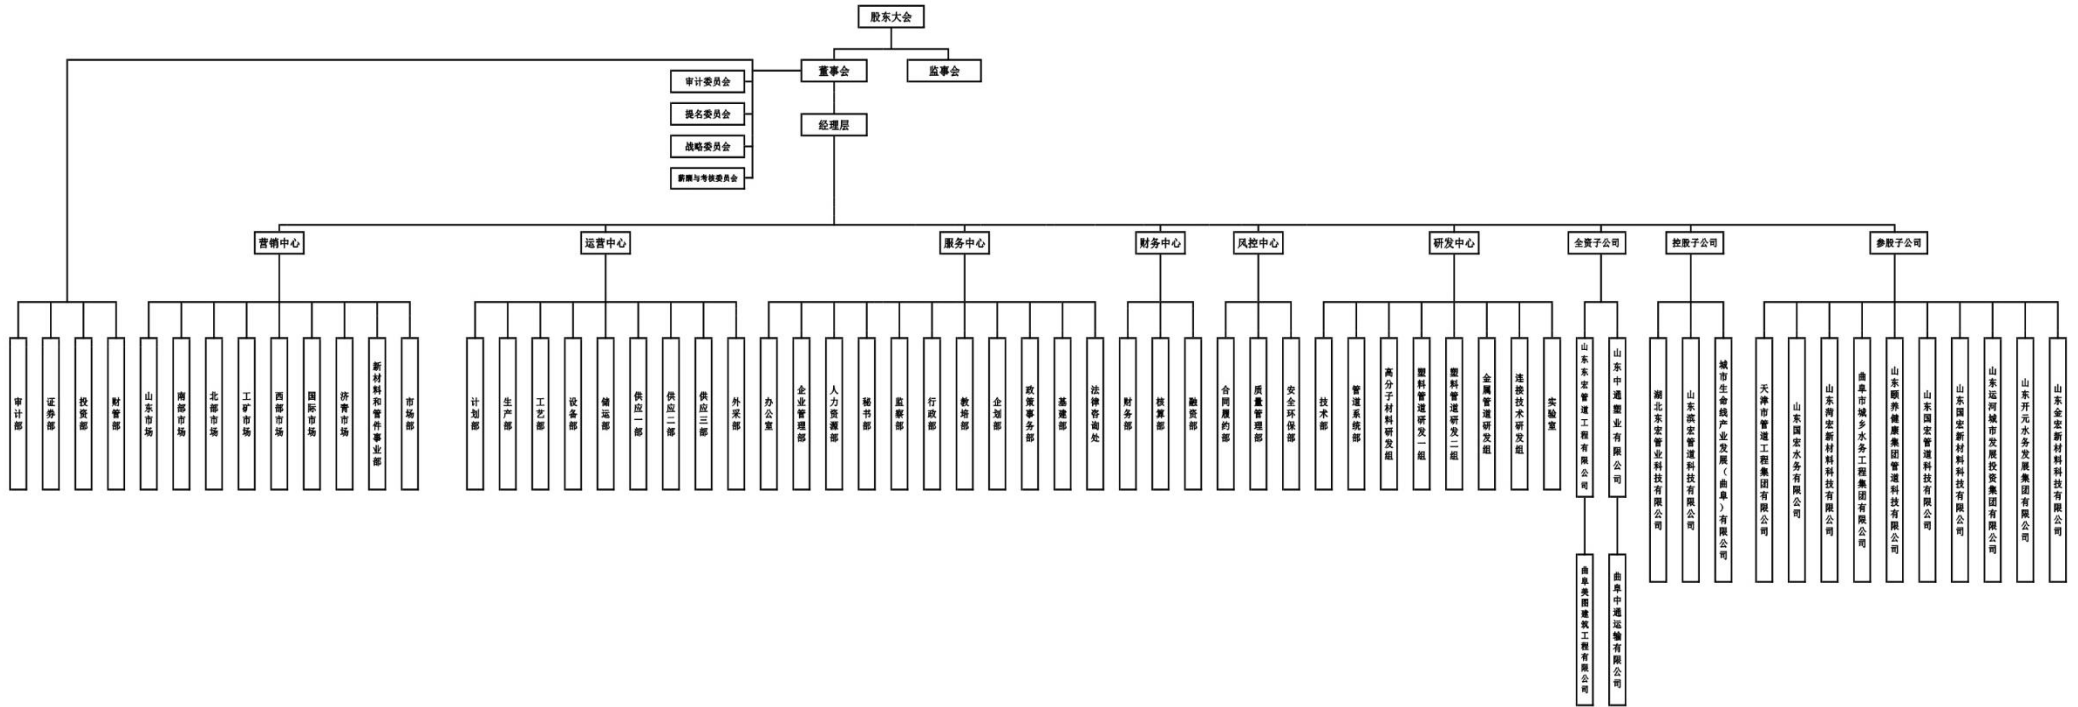 股东大会
董事会
监事会
审计委员会
提名委员会
战略委员会
薪酬与考核委员会
经理层
营销中心
运营中心
服务中心
财务中心
风控中心
研发中心
全资子公司
控股子公司
参股子公司
审计部
证券部
投资部
财管部
山东市场
南部市场
北部市场
工矿市场
西部市场
国际市场
济青市场
新材料和管件事业部
市场部
计划部
生产部
工艺部
设备部
储运部
供应一部
供应二部
供应三部
外采部
办公室
企业管理部
人力资源部
秘书部
监察部
行政部
教培部
企划部
政策事务部
基建部
法律咨询处
财务部
核算部
融资部
合同履约部
质量管理部
安全环保部
技术部
管道系统部
高分子材料研发组
塑料管道研发一组
塑料管道研发二组
金属管道研发组
连接技术研发组
实验室
山东东宏管道工程有限公司
山东中通塑业有限公司
湖北东宏管业科技有限公司
山东滨宏管道科技有限公司
城市生命线产业发展（曲阜）有限公司
天津市管道工程集团有限公司
山东国宏水务有限公司
山东菏宏新材料科技有限公司
曲阜市城乡水务工程集团有限公司
山东颐养健康集团管道科技有限公司
山东国宏管道科技有限公司
山东国宏新材料科技有限公司
山东运河城市发展投资集团有限公司
山东开元水务发展集团有限公司
山东金宏新材料科技有限公司
曲阜美图建筑工程有限公司
曲阜中通运输有限公司